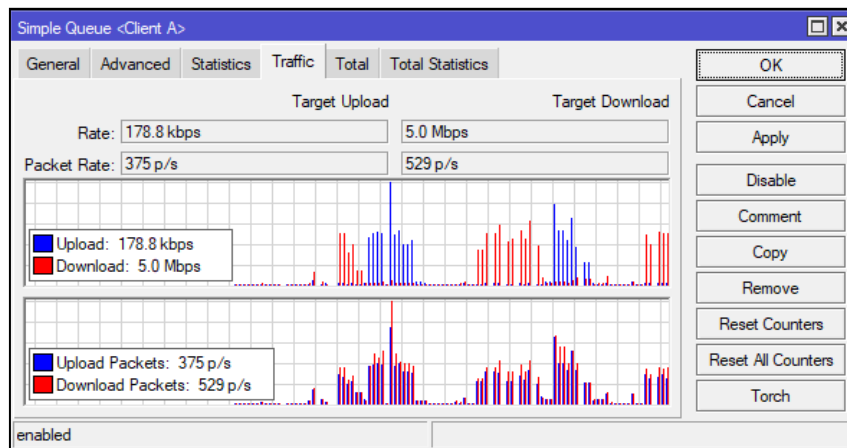 Simple Queue <Client A>
General Advanced Statistics Traffic Total Total Statistics
Target Upload Target Download
Rate: 178.8 kbps 5.0 Mbps
Packet Rate: 375 p/s 529 p/s
Upload: 178.8 kbps
Download: 5.0 Mbps
Upload Packets: 375 p/s
Download Packets: 529 p/s
OK
Cancel
Apply
Disable
Comment
Copy
Remove
Reset Counters
Reset All Counters
Torch
enabled